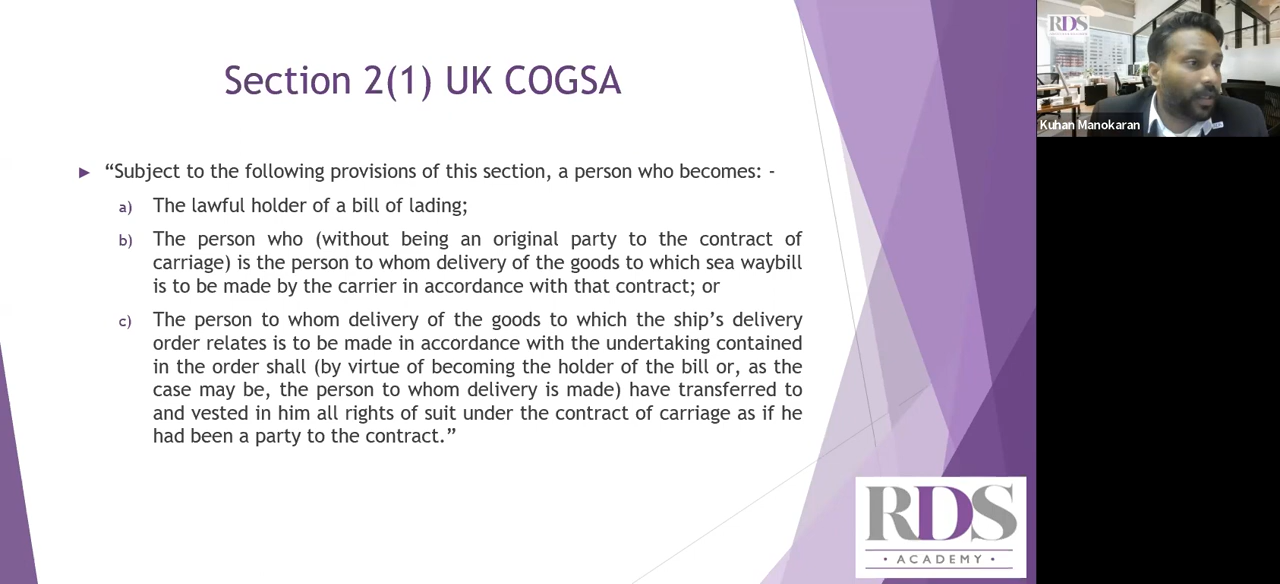 Section 2(1) UK COGSA
“Subject to the following provisions of this section, a person who becomes: -
a) The lawful holder of a bill of lading;
b) The person who (without being an original party to the contract of
carriage) is the person to whom delivery of the goods to which sea waybill
is to be made by the carrier in accordance with that contract; or
c) The person to whom delivery of the goods to which the ship’s delivery
order relates is to be made in accordance with the undertaking contained
in the order shall (by virtue of becoming the holder of the bill or, as the
case may be, the person to whom delivery is made) have transferred to
and vested in him all rights of suit under the contract of carriage as if he
had been a party to the contract.”
RDS
• ACADEMY •
RDS
Kuhan Manokaran